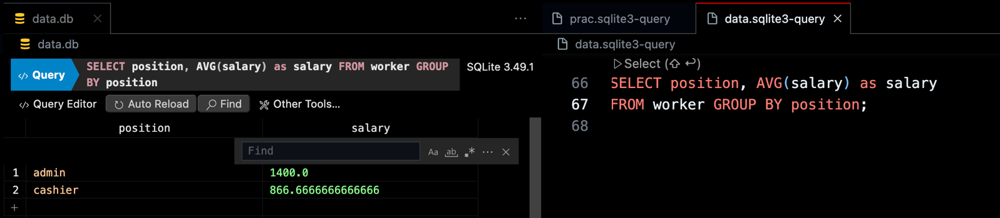 data.db
data.db
Query
SELECT position, AVG(salary) as salary FROM worker GROUP
BY position
SQLite 3.49.1
Query Editor
Auto Reload
Find
Other Tools...
position salary
Find
Aa ab .* ...
1 admin 1400.0
2 cashier 866.6666666666666
+
prac.sqlite3-query
data.sqlite3-query
data.sqlite3-query
Select (⇧ ↩)
66 SELECT position, AVG(salary) as salary
67 FROM worker GROUP BY position;
68